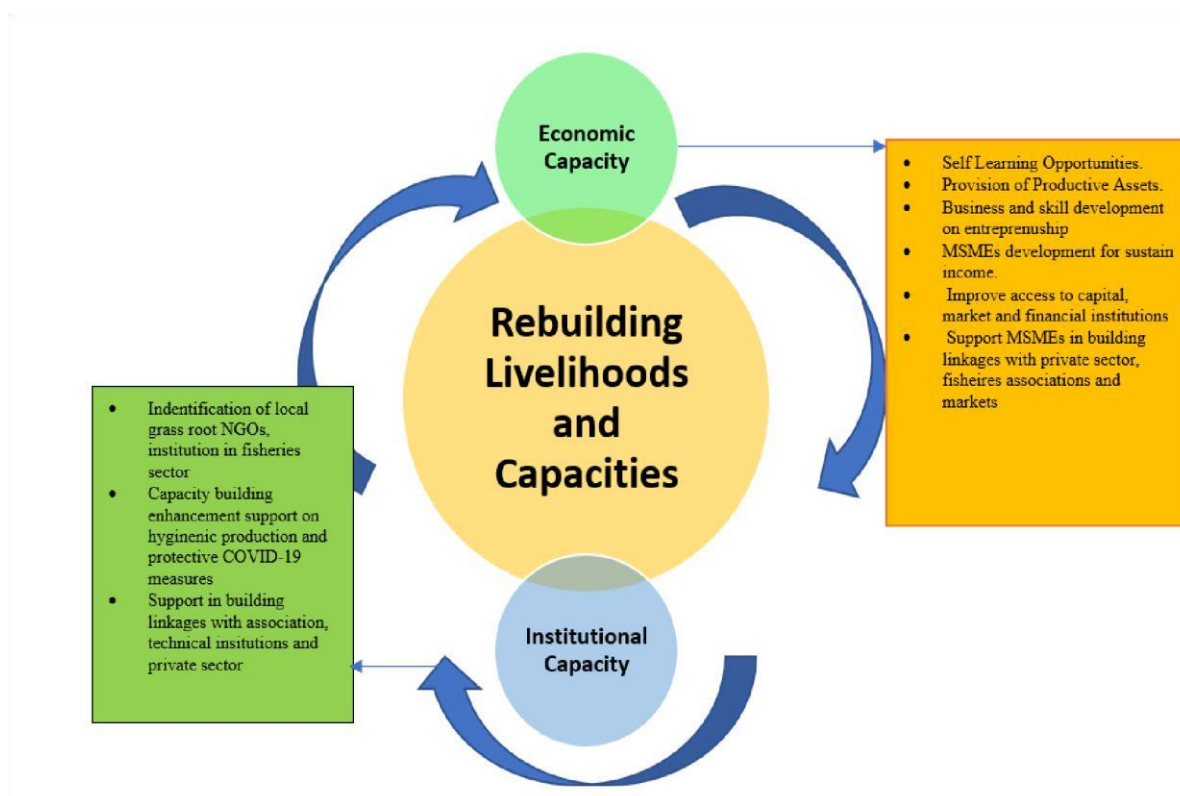 Economic
Capacity
• Self Learning Opportunities.
• Provision of Productive Assets.
• Business and skill development
on entreprenuship
• MSMEs development for sustain
income.
• Improve access to capital,
market and financial institutions
• Support MSMEs in building
linkages with private sector,
fisheires associations and
markets
Rebuilding
Livelihoods
and
Capacities
• Indentification of local
grass root NGOs,
institution in fisheries
sector
• Capacity building
enhancement support on
hyginenic production and
protective COVID-19
measures
• Support in building
linkages with association,
technical insitutions and
private sector
Institutional
Capacity